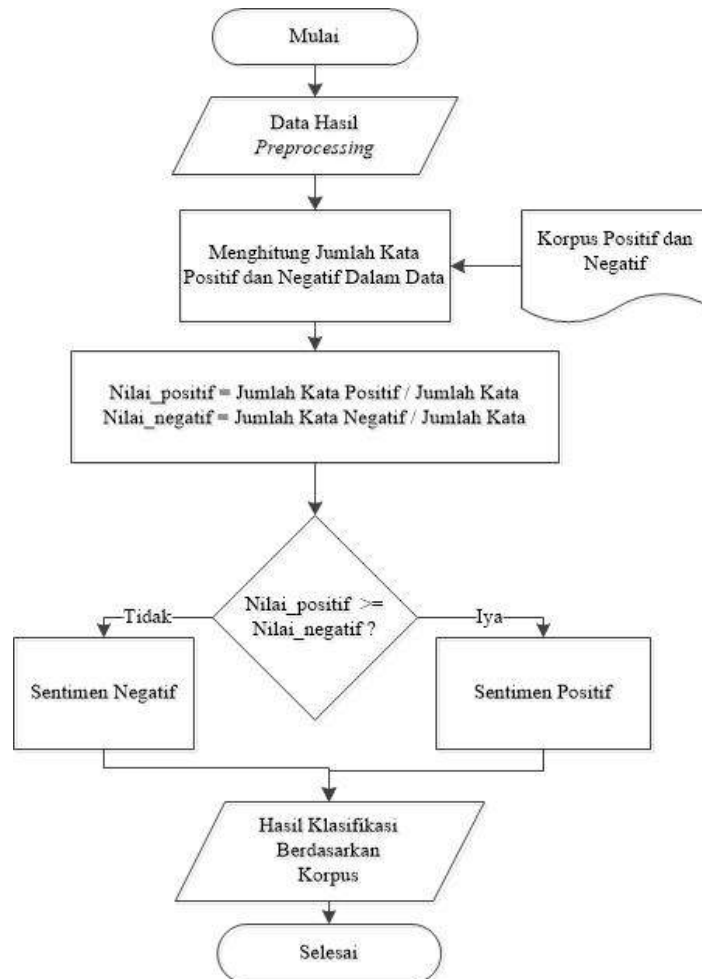 Mulai
Data Hasil
Preprocessing
Menghitung Jumlah Kata
Positif dan Negatif Dalam Data
Korpus Positif dan
Negatif
Nilai_positif = Jumlah Kata Positif / Jumlah Kata
Nilai_negatif = Jumlah Kata Negatif / Jumlah Kata
Nilai_positif >=
Nilai_negatif ?
Tidak
Iya
Sentimen Negatif
Sentimen Positif
Hasil Klasifikasi
Berdasarkan
Korpus
Selesai